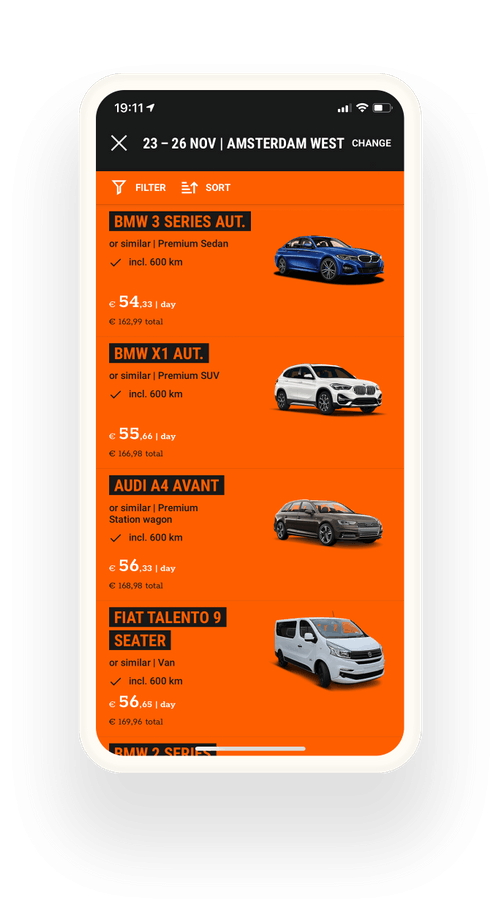 19:11
23 – 26 NOV | AMSTERDAM WEST CHANGE
FILTER SORT
BMW 3 SERIES AUT.
or similar | Premium Sedan
incl. 600 km
€ 54,33 | day
€ 162,99 total
BMW X1 AUT.
or similar | Premium SUV
incl. 600 km
€ 55,66 | day
€ 166,98 total
AUDI A4 AVANT
or similar | Premium
Station wagon
incl. 600 km
€ 56,33 | day
€ 168,98 total
FIAT TALENTO 9
SEATER
or similar | Van
incl. 600 km
€ 56,65 | day
€ 169,96 total
BMW 2 SERIES